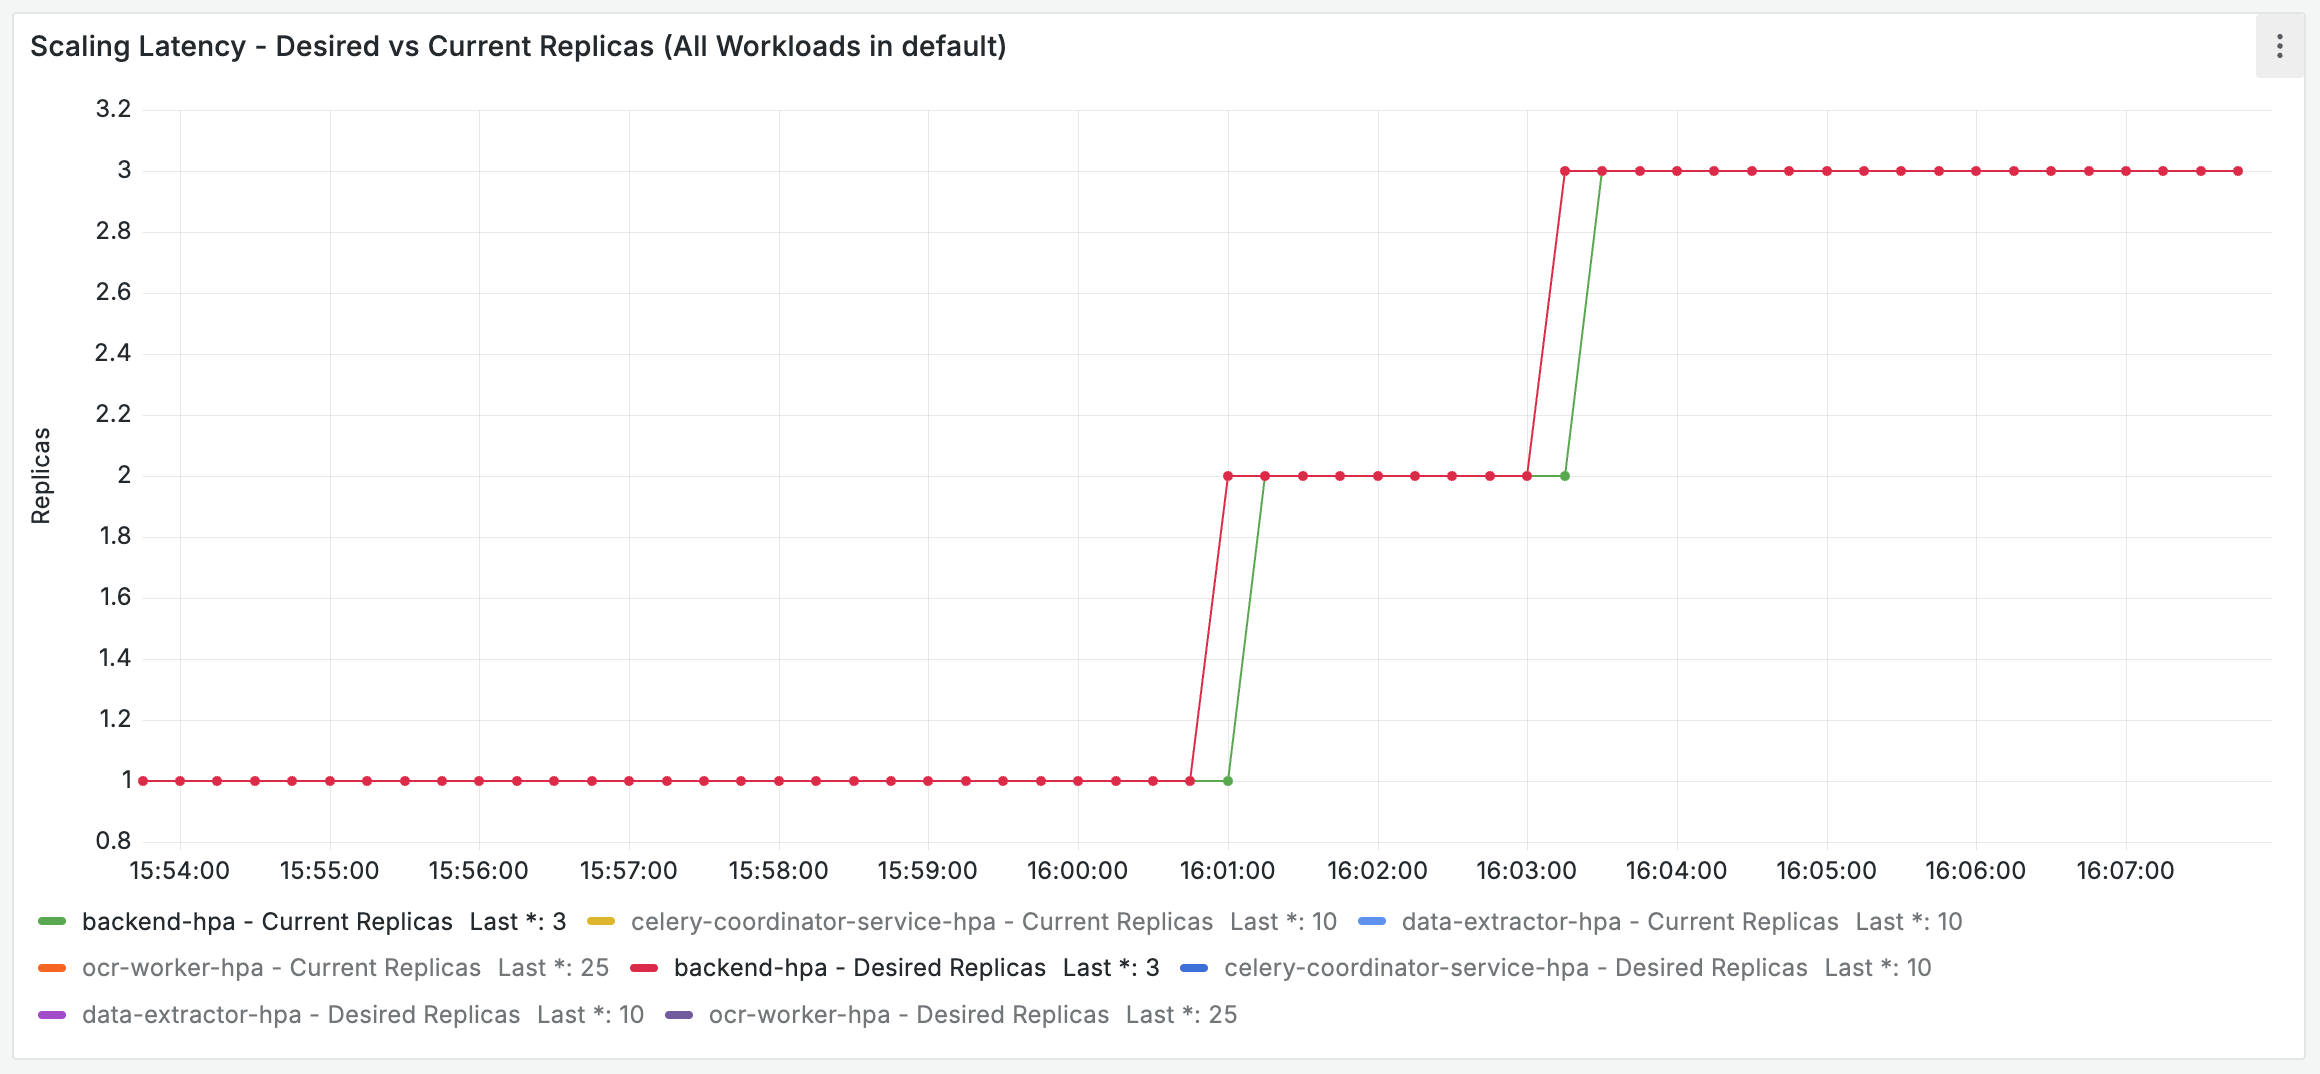 Scaling Latency - Desired vs Current Replicas (All Workloads in default)
3.2
3
2.8
2.6
2.4
2.2
2
1.8
1.6
1.4
1.2
1
0.8
Replicas
15:54:00 15:55:00 15:56:00 15:57:00 15:58:00 15:59:00 16:00:00 16:01:00 16:02:00 16:03:00 16:04:00 16:05:00 16:06:00 16:07:00
backend-hpa - Current Replicas Last *: 3 celery-coordinator-service-hpa - Current Replicas Last *: 10 data-extractor-hpa - Current Replicas Last *: 10
ocr-worker-hpa - Current Replicas Last *: 25 backend-hpa - Desired Replicas Last *: 3 celery-coordinator-service-hpa - Desired Replicas Last *: 10
data-extractor-hpa - Desired Replicas Last *: 10 ocr-worker-hpa - Desired Replicas Last *: 25